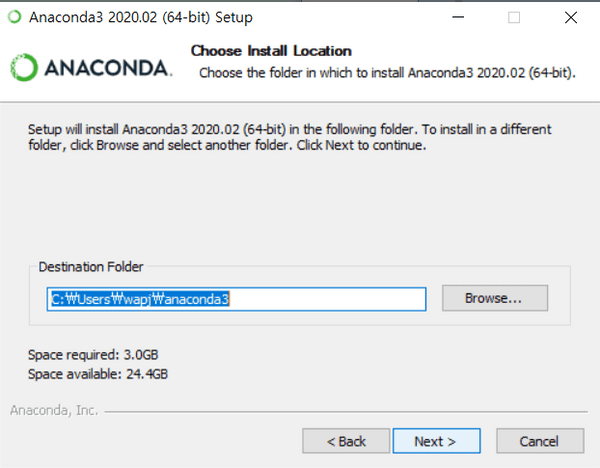 Anaconda3 2020.02 (64-bit) Setup
Choose Install Location
ANACONDA.
Choose the folder in which to install Anaconda3 2020.02 (64-bit).
Setup will install Anaconda3 2020.02 (64-bit) in the following folder. To install in a different
folder, click Browse and select another folder. Click Next to continue.
Destination Folder
C:₩Users₩wapj₩anaconda3
Browse...
Space required: 3.0GB
Space available: 24.4GB
Anaconda, Inc.
< Back
Next >
Cancel